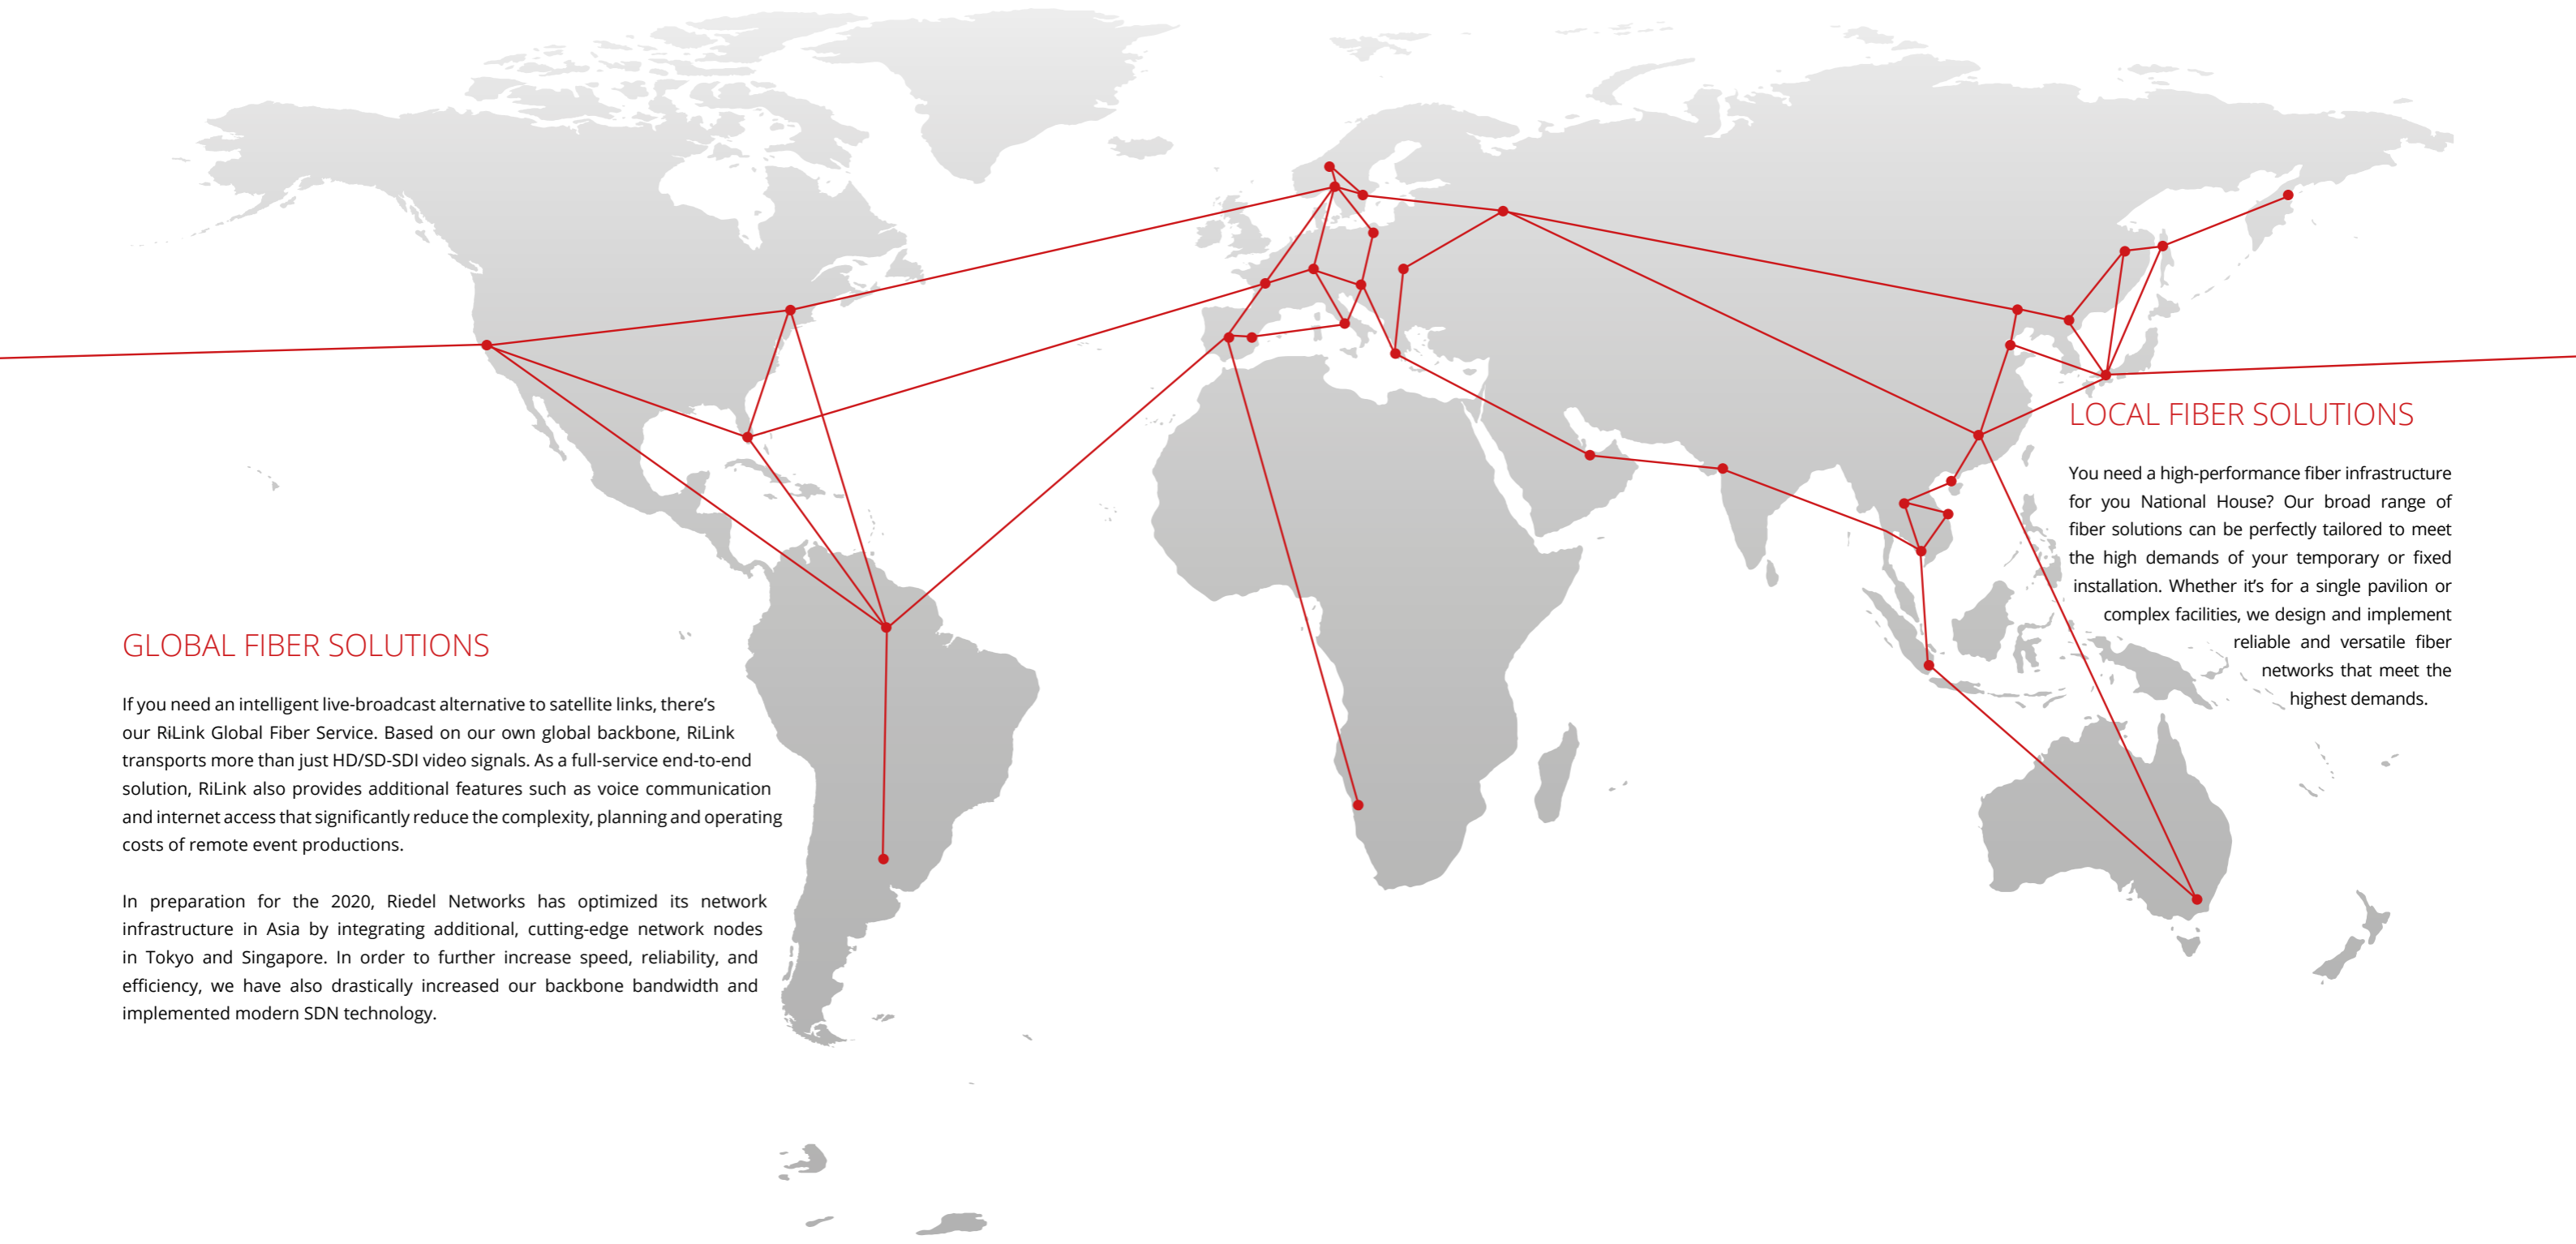 GLOBAL FIBER SOLUTIONS
If you need an intelligent live-broadcast alternative to satellite links, there’s
our RiLink Global Fiber Service. Based on our own global backbone, RiLink
transports more than just HD/SD-SDI video signals. As a full-service end-to-end
solution, RiLink also provides additional features such as voice communication
and internet access that significantly reduce the complexity, planning and operating
costs of remote event productions.
In preparation for the 2020, Riedel Networks has optimized its network
infrastructure in Asia by integrating additional, cutting-edge network nodes
in Tokyo and Singapore. In order to further increase speed, reliability, and
efficiency, we have also drastically increased our backbone bandwidth and
implemented modern SDN technology.
LOCAL FIBER SOLUTIONS
You need a high-performance fiber infrastructure
for you National House? Our broad range of
fiber solutions can be perfectly tailored to meet
the high demands of your temporary or fixed
installation. Whether it’s for a single pavilion or
complex facilities, we design and implement
reliable and versatile fiber
networks that meet the
highest demands.